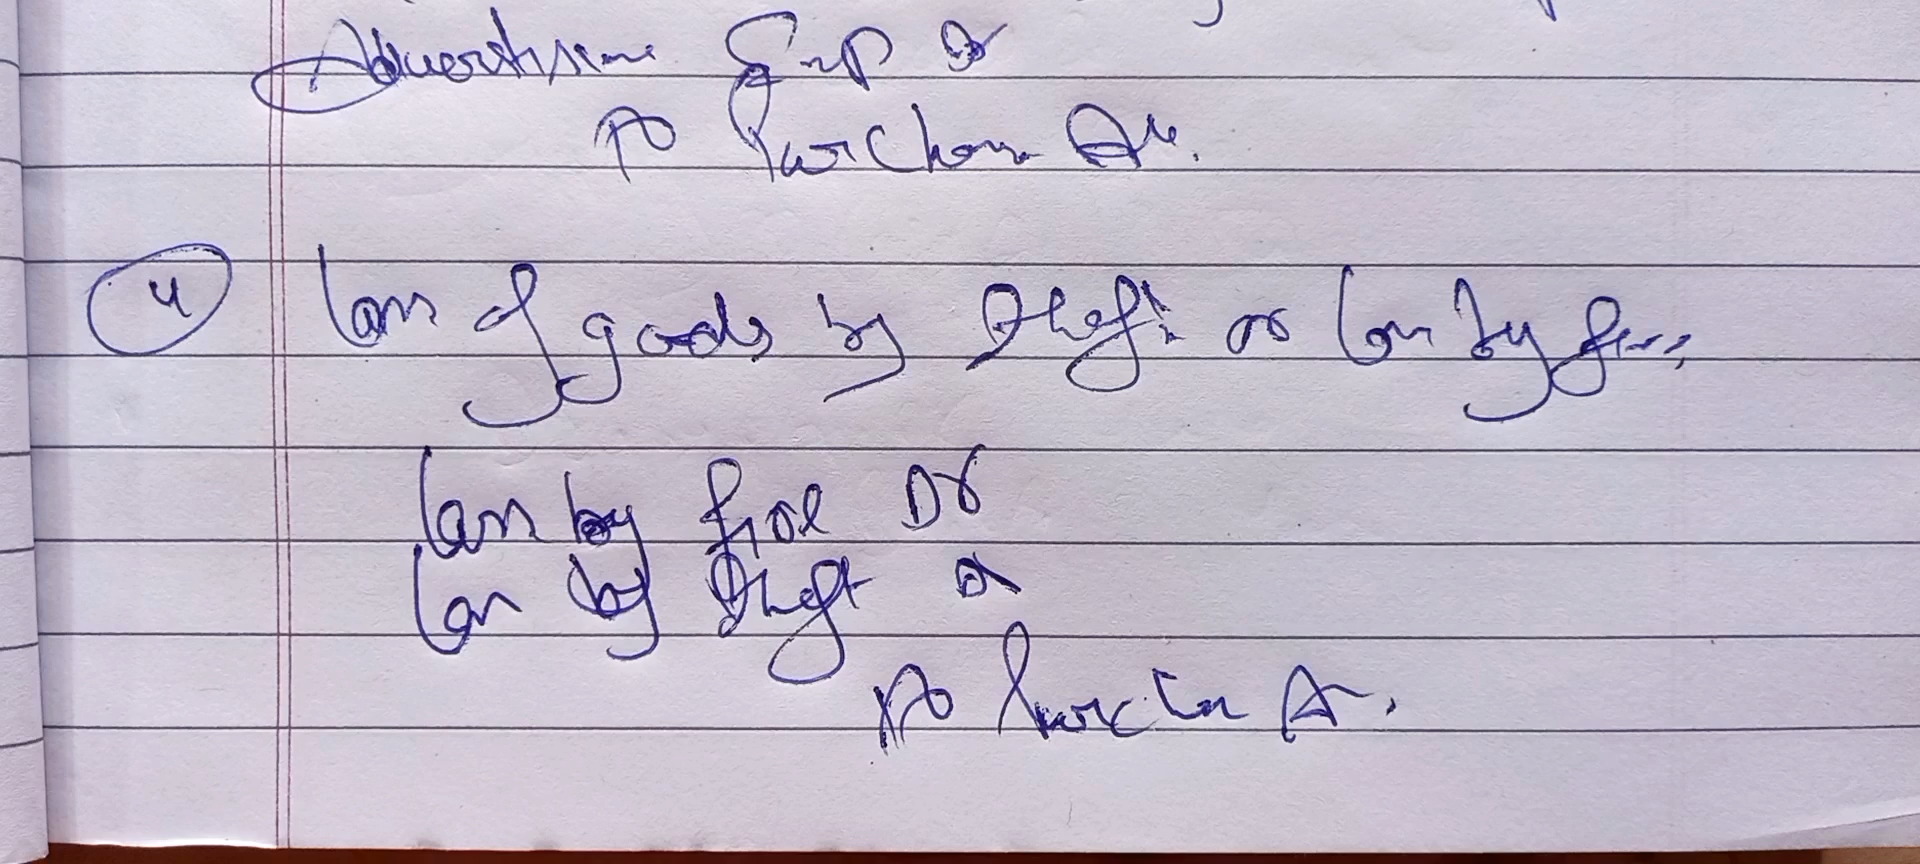 Advertisement Exp Dr
To Purchase A/c.
4 Loss of goods by Theft or Loss by fire
Loss by fire Dr
Loss by Theft Dr
To Purchase A/c.